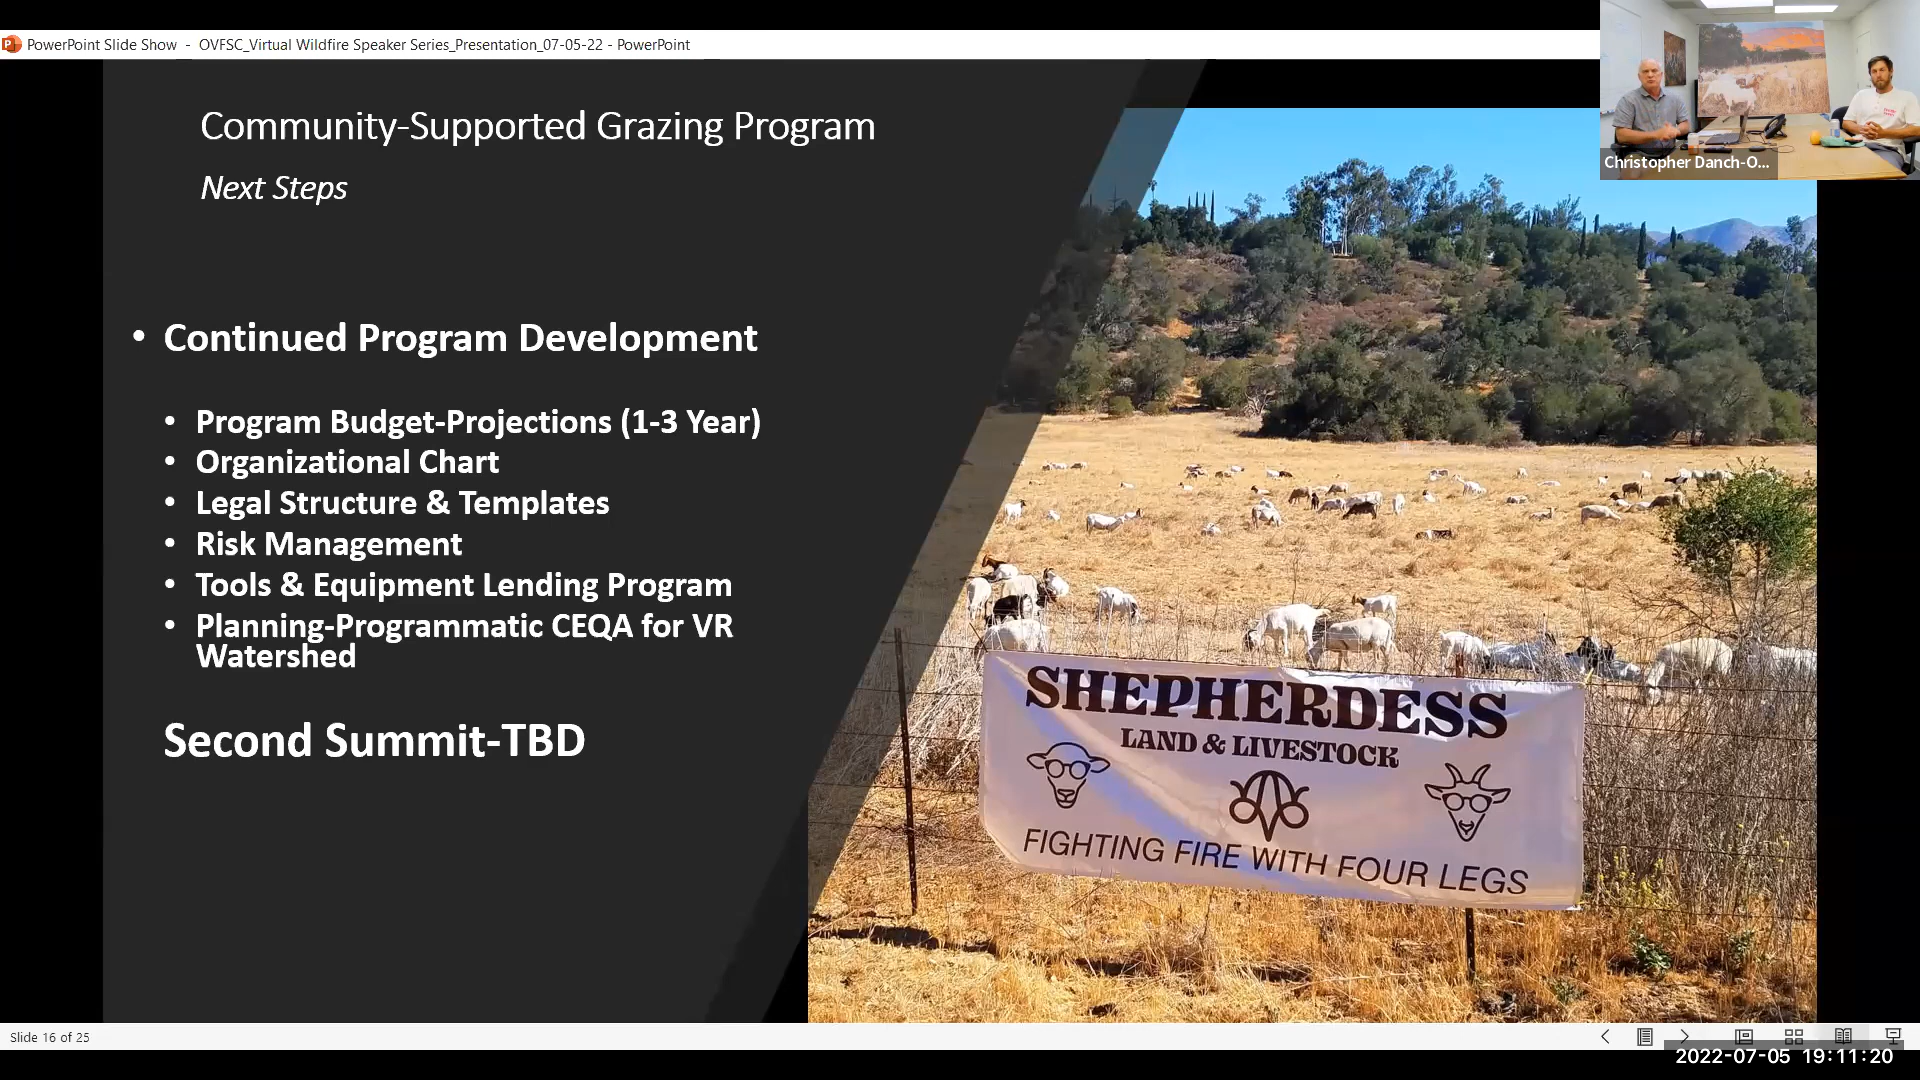 PowerPoint Slide Show - OVFSC_Virtual Wildfire Speaker Series_Presentation_07-05-22 - PowerPoint
Christopher Danch-O...
Community-Supported Grazing Program
Next Steps
• Continued Program Development
• Program Budget-Projections (1-3 Year)
• Organizational Chart
• Legal Structure & Templates
• Risk Management
• Tools & Equipment Lending Program
• Planning-Programmatic CEQA for VR
Watershed
Second Summit-TBD
SHEPHERDESS
LAND & LIVESTOCK
FIGHTING FIRE WITH FOUR LEGS
Slide 16 of 25
2022-07-05 19:11:20